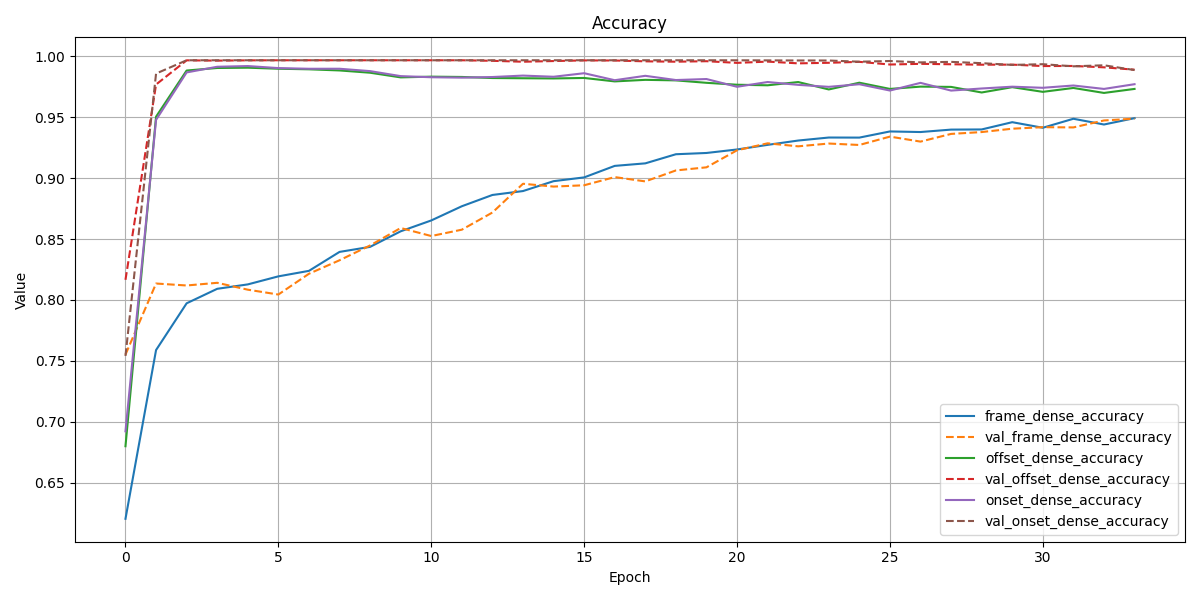 Accuracy
1.00
0.95
0.90
0.85
0.80
0.75
0.70
0.65
Value
0 5 10 15 20 25 30
Epoch
frame_dense_accuracy
val_frame_dense_accuracy
offset_dense_accuracy
val_offset_dense_accuracy
onset_dense_accuracy
val_onset_dense_accuracy